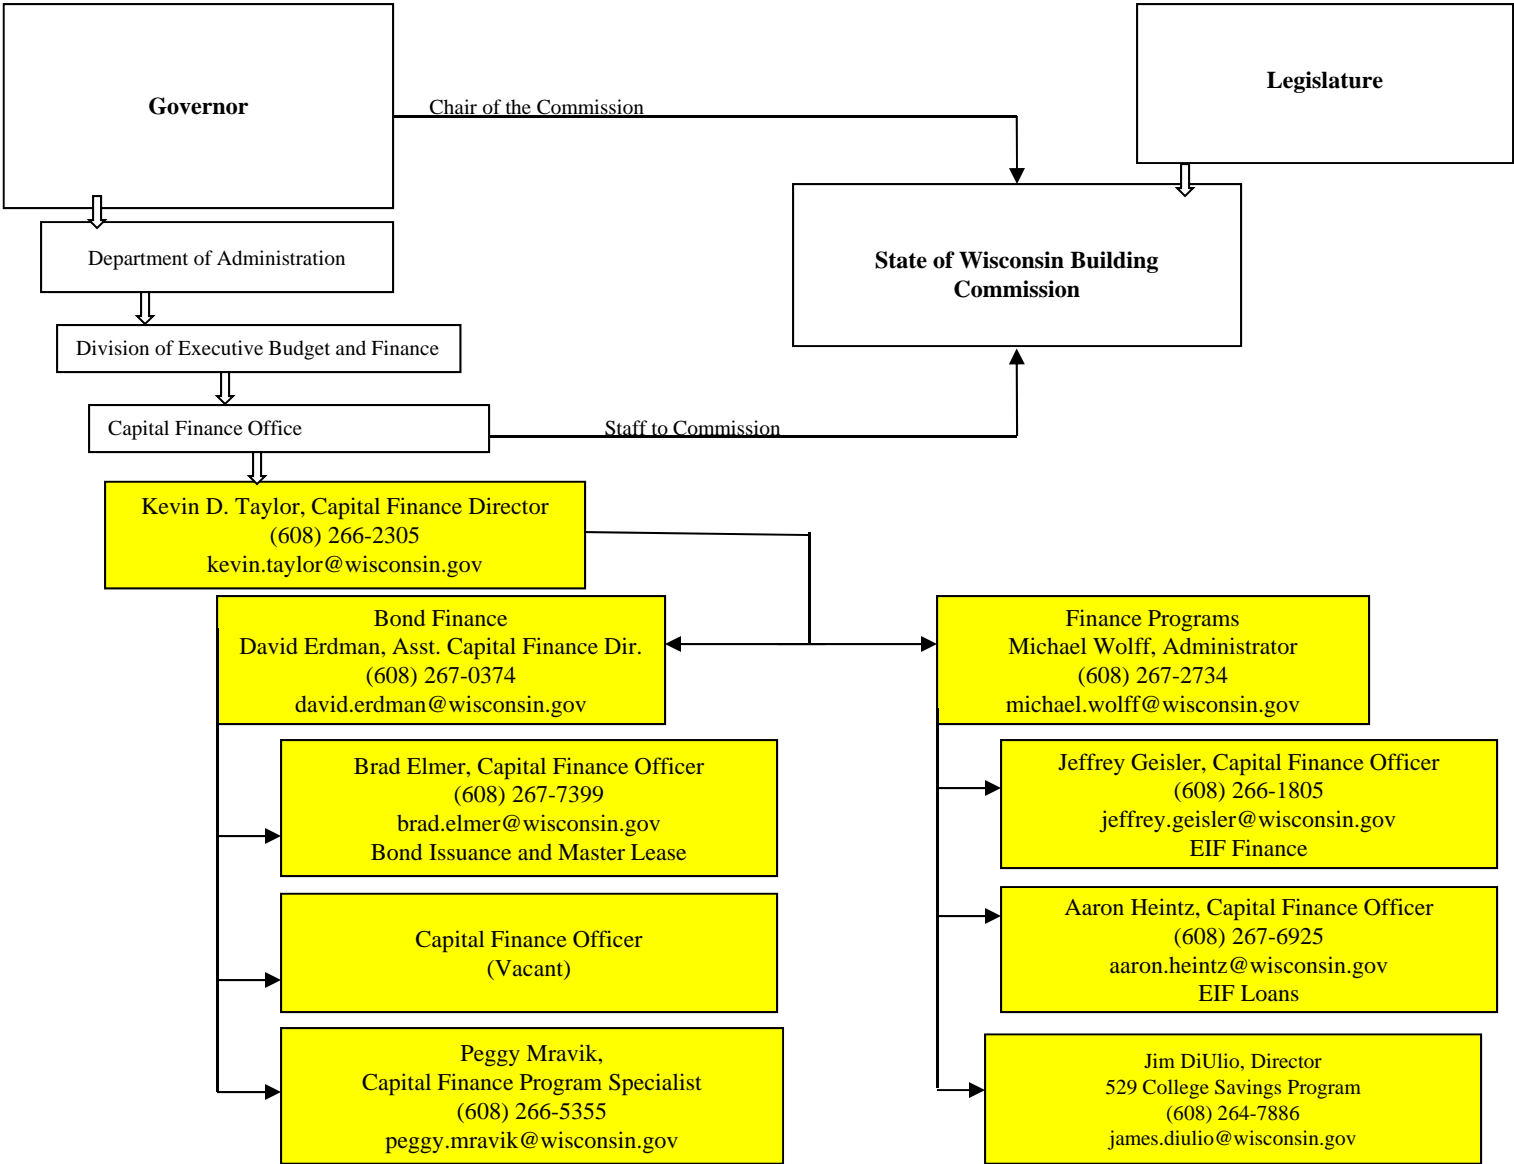 Governor
Chair of the Commission
Legislature
Department of Administration
State of Wisconsin Building
Commission
Division of Executive Budget and Finance
Capital Finance Office
Staff to Commission
Kevin D. Taylor, Capital Finance Director
(608) 266-2305
kevin.taylor@wisconsin.gov
Bond Finance
David Erdman, Asst. Capital Finance Dir.
(608) 267-0374
david.erdman@wisconsin.gov
Brad Elmer, Capital Finance Officer
(608) 267-7399
brad.elmer@wisconsin.gov
Bond Issuance and Master Lease
Capital Finance Officer
(Vacant)
Peggy Mravik,
Capital Finance Program Specialist
(608) 266-5355
peggy.mravik@wisconsin.gov
Finance Programs
Michael Wolff, Administrator
(608) 267-2734
michael.wolff@wisconsin.gov
Jeffrey Geisler, Capital Finance Officer
(608) 266-1805
jeffrey.geisler@wisconsin.gov
EIF Finance
Aaron Heintz, Capital Finance Officer
(608) 267-6925
aaron.heintz@wisconsin.gov
EIF Loans
Jim DiUlio, Director
529 College Savings Program
(608) 264-7886
james.diulio@wisconsin.gov